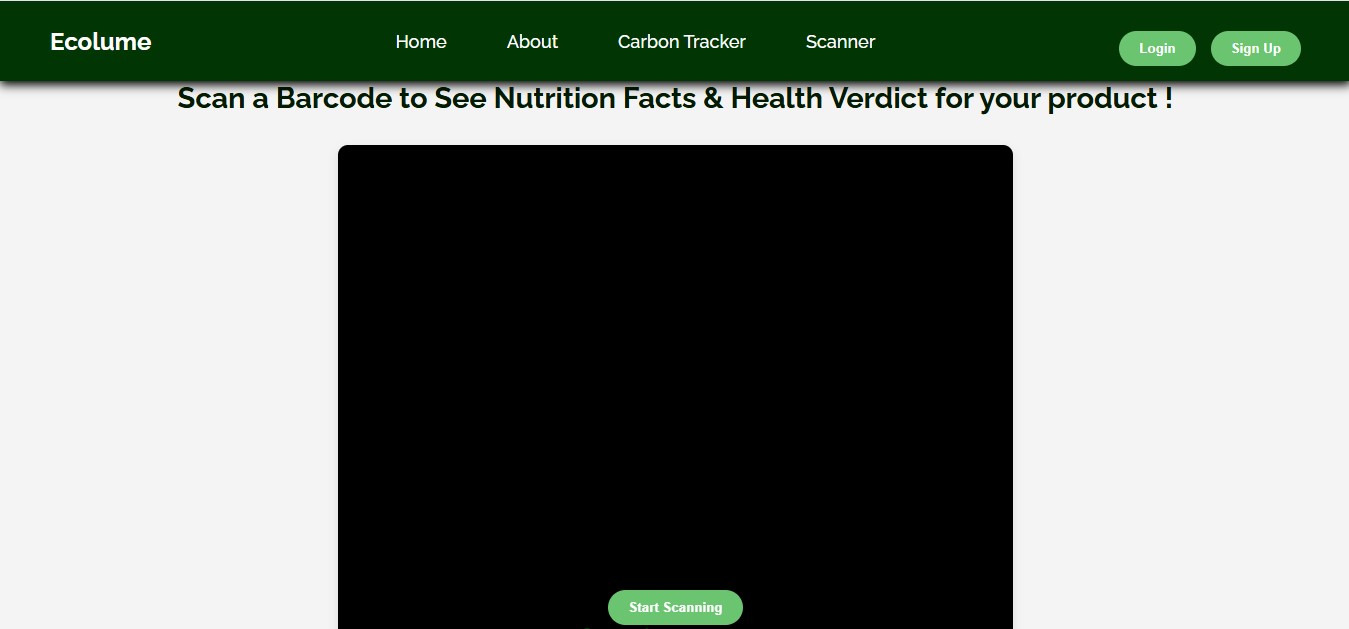 Ecolume
Home
About
Carbon Tracker
Scanner
Login
Sign Up
Scan a Barcode to See Nutrition Facts & Health Verdict for your product !
Start Scanning